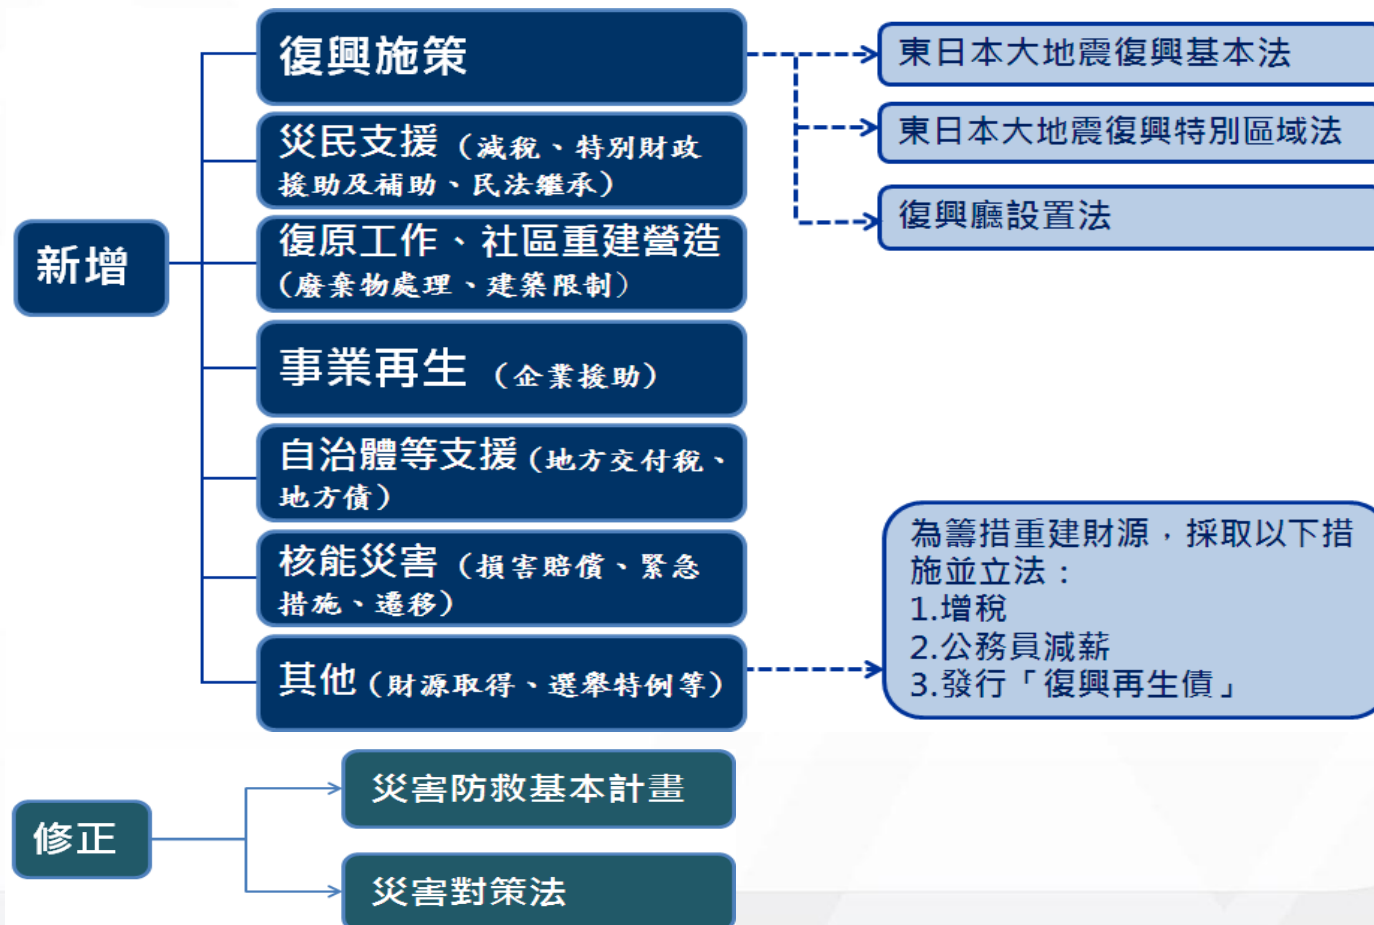 新增
復興施策
災民支援（減稅、特別財政
援助及補助、民法繼承）
復原工作、社區重建營造
(廢棄物處理、建築限制）
事業再生（企業援助）
自治體等支援(地方交付稅、
地方債）
核能災害（損害賠償、緊急
措施、遷移）
其他(財源取得、選舉特例等）
東日本大地震復興基本法
東日本大地震復興特別區域法
復興廳設置法
為籌措重建財源，採取以下措
施並立法：
1.增稅
2.公務員減薪
3.發行「復興再生債」
修正
災害防救基本計畫
災害對策法